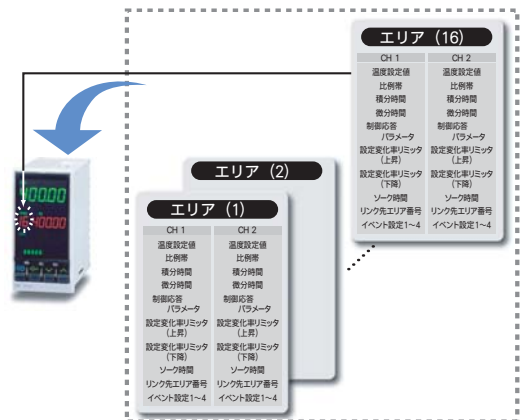 エリア（16）
CH 1 CH 2
温度設定値 温度設定値
比例帯 比例帯
積分時間 積分時間
微分時間 微分時間
制御応答 制御応答
パラメータ パラメータ
設定変化率リミッタ 設定変化率リミッタ
（上昇） （上昇）
設定変化率リミッタ 設定変化率リミッタ
（下降） （下降）
ソーク時間 ソーク時間
リンク先エリア番号 リンク先エリア番号
イベント設定1～4 イベント設定1～4
エリア（2）
エリア（1）
CH 1 CH 2
温度設定値 温度設定値
比例帯 比例帯
積分時間 積分時間
微分時間 微分時間
制御応答 制御応答
パラメータ パラメータ
設定変化率リミッタ 設定変化率リミッタ
（上昇） （上昇）
設定変化率リミッタ 設定変化率リミッタ
（下降） （下降）
ソーク時間 ソーク時間
リンク先エリア番号 リンク先エリア番号
イベント設定1～4 イベント設定1～4
400.00
16 400.00